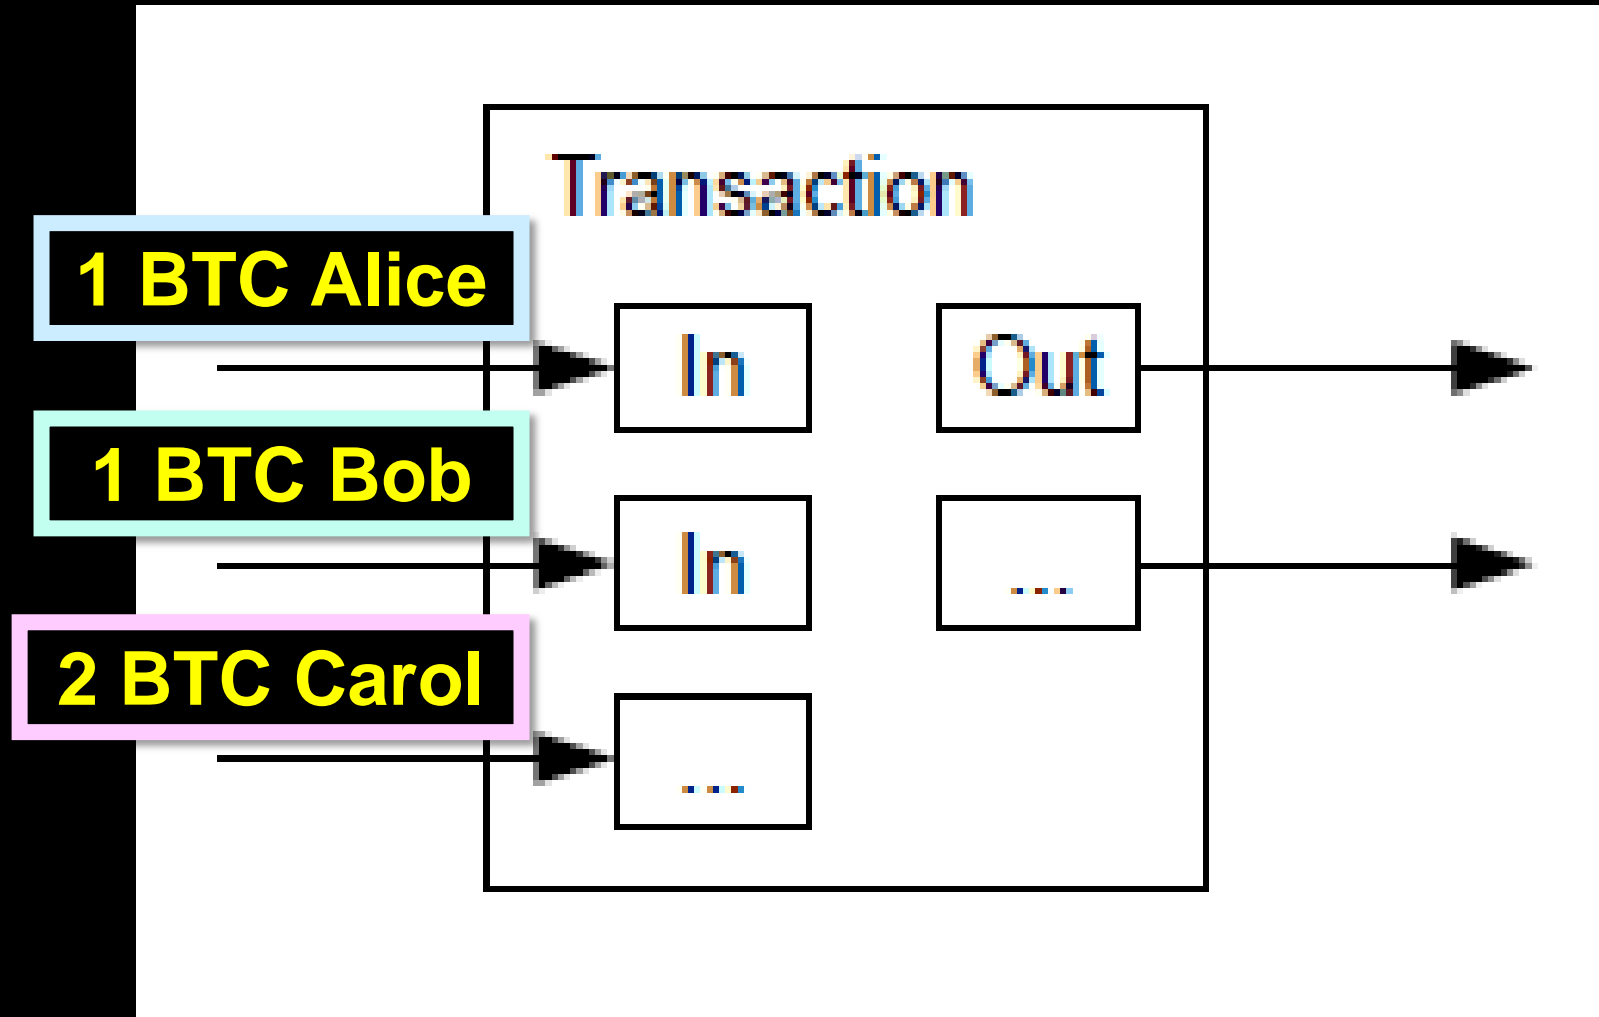 Transaction
1 BTC Alice
In
Out
1 BTC Bob
In
...
2 BTC Carol
...